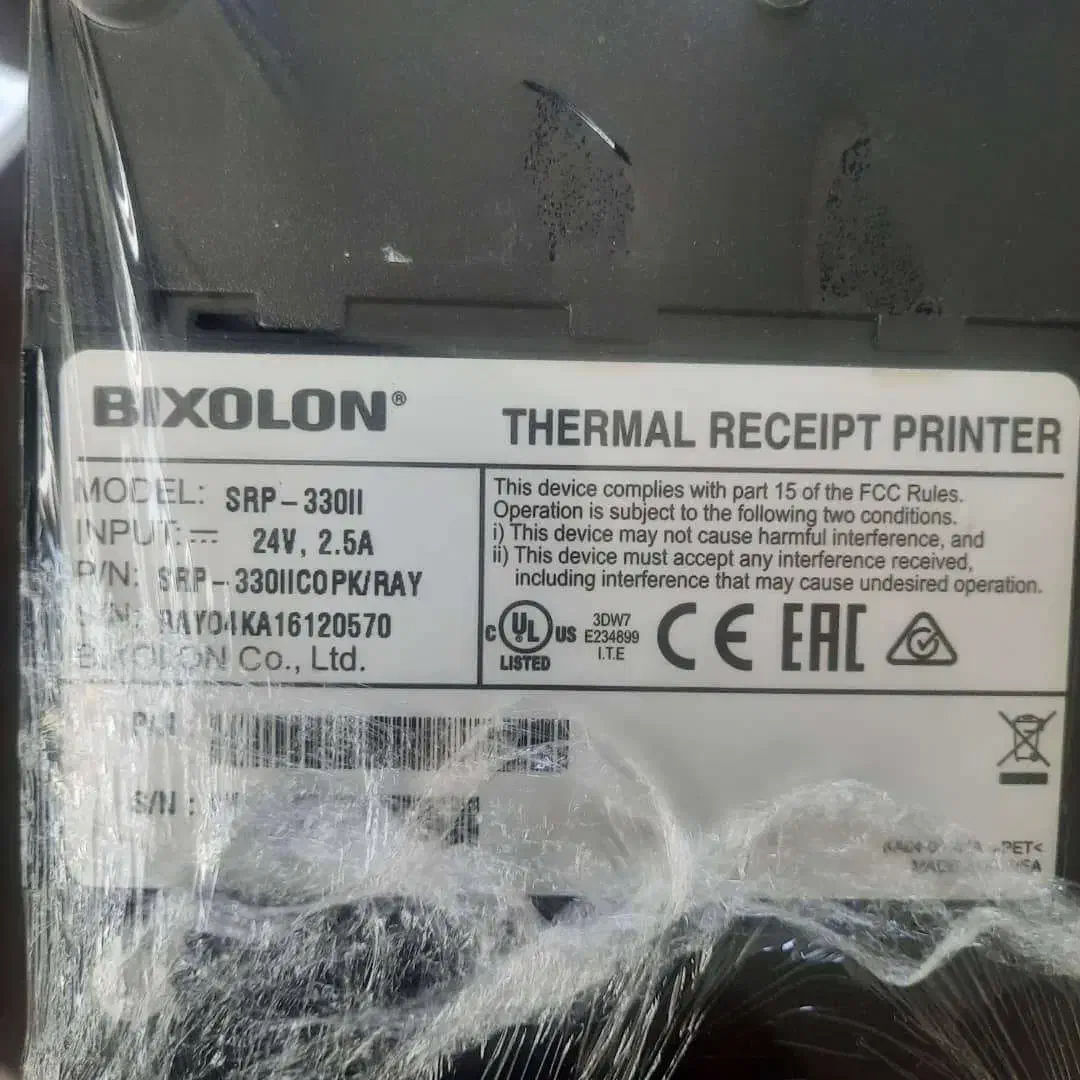 BIXOLON®
THERMAL RECEIPT PRINTER
MODEL: SRP-330II
INPUT: 24V, 2.5A
P/N: SRP-330IICOPK/RAY
S/N: RAY04KA16120570
BIXOLON Co., Ltd.
This device complies with part 15 of the FCC Rules.
Operation is subject to the following two conditions.
i) This device may not cause harmful interference, and
ii) This device must accept any interference received,
including interference that may cause undesired operation.
C UL US
LISTED
3DW7
E234899
I.T.E
CE EAC
P/N
S/N :
PET<
MADE